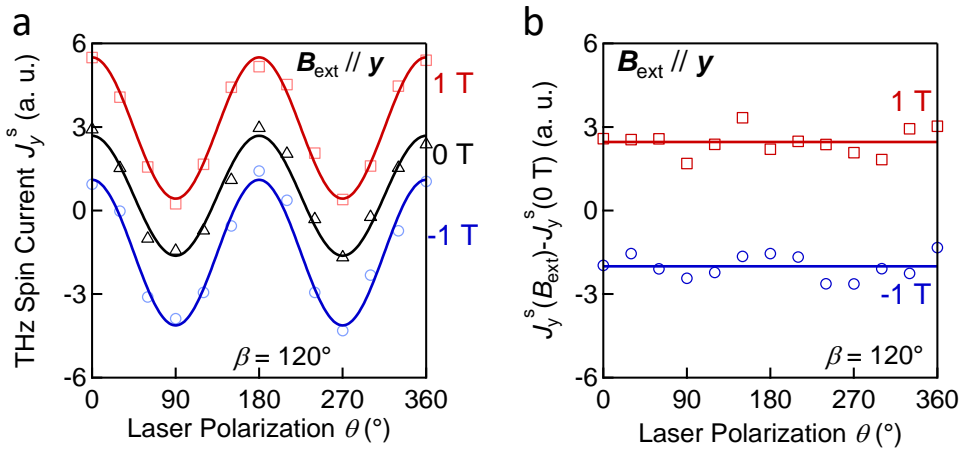 a
THz Spin Current J_y^s (a. u.)
6
3
0
-3
-6
B_ext // y
1 T
0 T
-1 T
β = 120°
0 90 180 270 360
Laser Polarization θ (°)
b
J_y^s(B_ext)-J_y^s(0 T) (a. u.)
6
3
0
-3
-6
B_ext // y
1 T
-1 T
β = 120°
0 90 180 270 360
Laser Polarization θ (°)